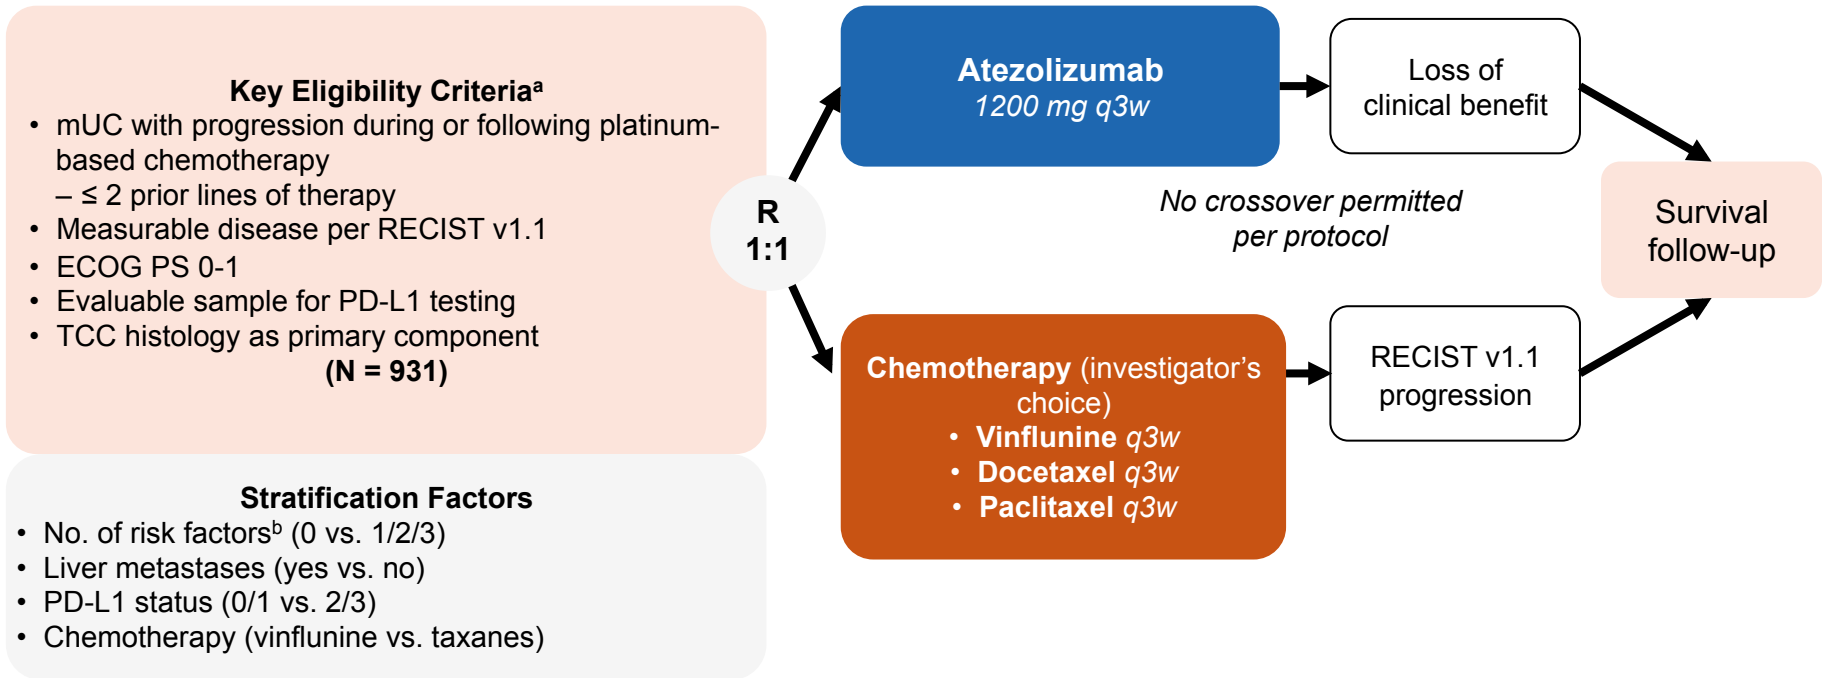 Key Eligibility Criteriaᵃ
• mUC with progression during or following platinum-
based chemotherapy
– ≤ 2 prior lines of therapy
• Measurable disease per RECIST v1.1
• ECOG PS 0-1
• Evaluable sample for PD-L1 testing
• TCC histology as primary component
(N = 931)
Stratification Factors
• No. of risk factorsᵇ (0 vs. 1/2/3)
• Liver metastases (yes vs. no)
• PD-L1 status (0/1 vs. 2/3)
• Chemotherapy (vinflunine vs. taxanes)
R
1:1
Atezolizumab
1200 mg q3w
Loss of
clinical benefit
No crossover permitted
per protocol
Chemotherapy (investigator’s
choice)
• Vinflunine q3w
• Docetaxel q3w
• Paclitaxel q3w
RECIST v1.1
progression
Survival
follow-up